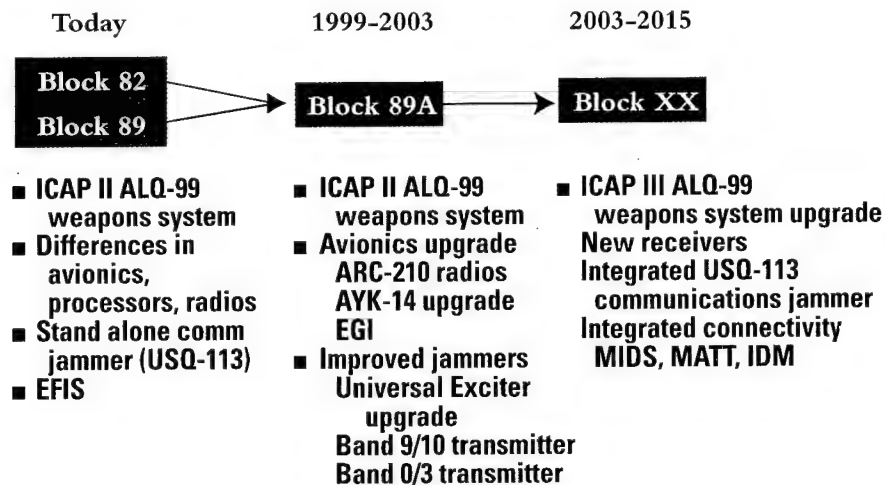 Today
1999-2003
2003-2015
Block 82
Block 89
Block 89A
Block XX
■ ICAP II ALQ-99
weapons system
■ Differences in
avionics,
processors, radios
■ Stand alone comm
jammer (USQ-113)
■ EFIS
■ ICAP II ALQ-99
weapons system
■ Avionics upgrade
ARC-210 radios
AYK-14 upgrade
EGI
■ Improved jammers
Universal Exciter
upgrade
Band 9/10 transmitter
Band 0/3 transmitter
■ ICAP III ALQ-99
weapons system upgrade
New receivers
Integrated USQ-113
communications jammer
Integrated connectivity
MIDS, MATT, IDM